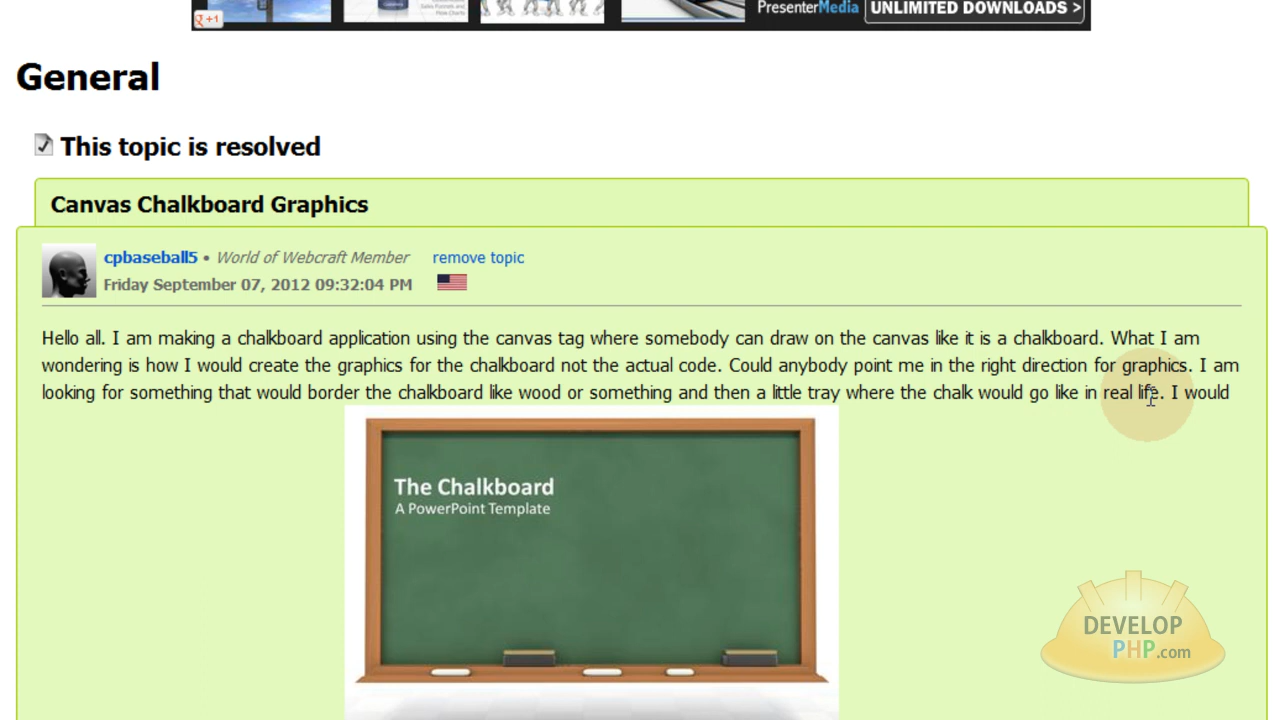 +1
PresenterMedia
UNLIMITED DOWNLOADS >
General
This topic is resolved
Canvas Chalkboard Graphics
cpbaseball5 • World of Webcraft Member remove topic
Friday September 07, 2012 09:32:04 PM
Hello all. I am making a chalkboard application using the canvas tag where somebody can draw on the canvas like it is a chalkboard. What I am
wondering is how I would create the graphics for the chalkboard not the actual code. Could anybody point me in the right direction for graphics. I am
looking for something that would border the chalkboard like wood or something and then a little tray where the chalk would go like in real life. I would
The Chalkboard
A PowerPoint Template
DEVELOP
PHP.com